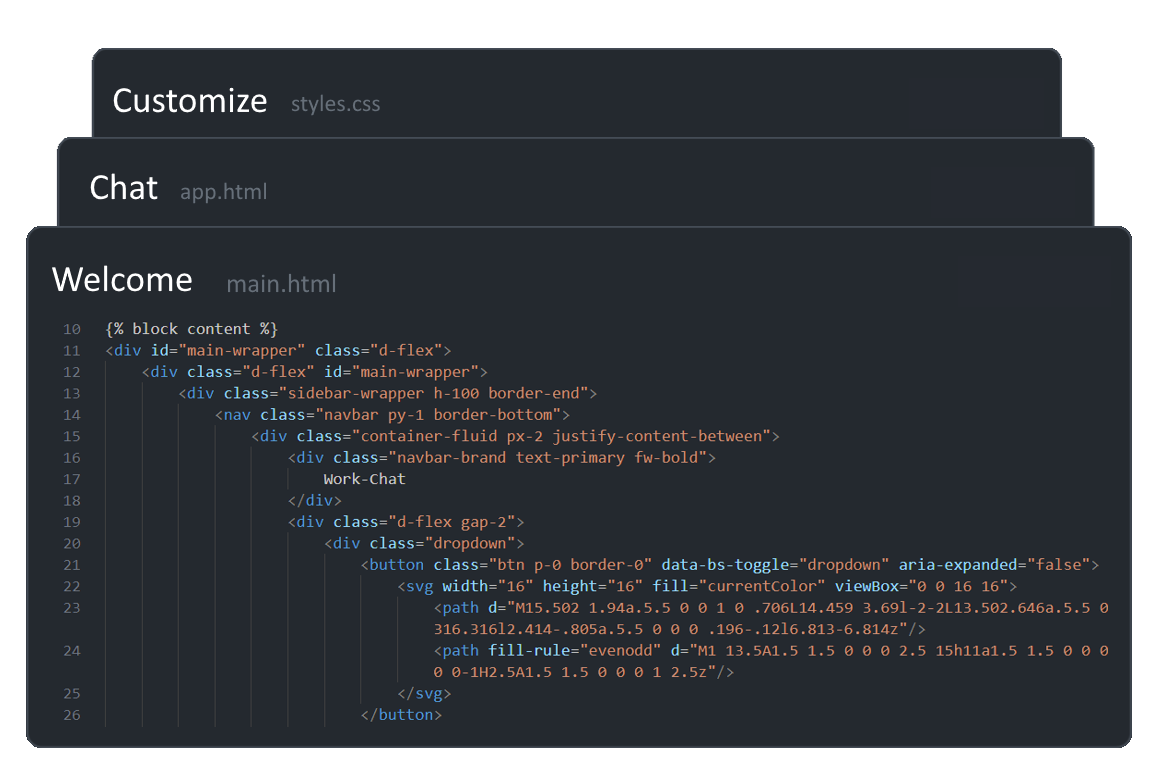 Customize styles.css
Chat app.html
Welcome main.html
10 {% block content %}
11 <div id="main-wrapper" class="d-flex">
12 <div class="d-flex" id="main-wrapper">
13 <div class="sidebar-wrapper h-100 border-end">
14 <nav class="navbar py-1 border-bottom">
15 <div class="container-fluid px-2 justify-content-between">
16 <div class="navbar-brand text-primary fw-bold">
17 Work-Chat
18 </div>
19 <div class="d-flex gap-2">
20 <div class="dropdown">
21 <button class="btn p-0 border-0" data-bs-toggle="dropdown" aria-expanded="false">
22 <svg width="16" height="16" fill="currentColor" viewBox="0 0 16 16">
23 <path d="M15.502 1.94a.5.5 0 0 1 0 .706L14.459 3.69l-2-2L13.502.646a.5.5 0
316.316l2.414-.805a.5.5 0 0 0 .196-.12l6.813-6.814z"/>
24 <path fill-rule="evenodd" d="M1 13.5A1.5 1.5 0 0 0 2.5 15h11a1.5 1.5 0 0 0
0 0-1H2.5A1.5 1.5 0 0 0 1 2.5z"/>
25 </svg>
26 </button>